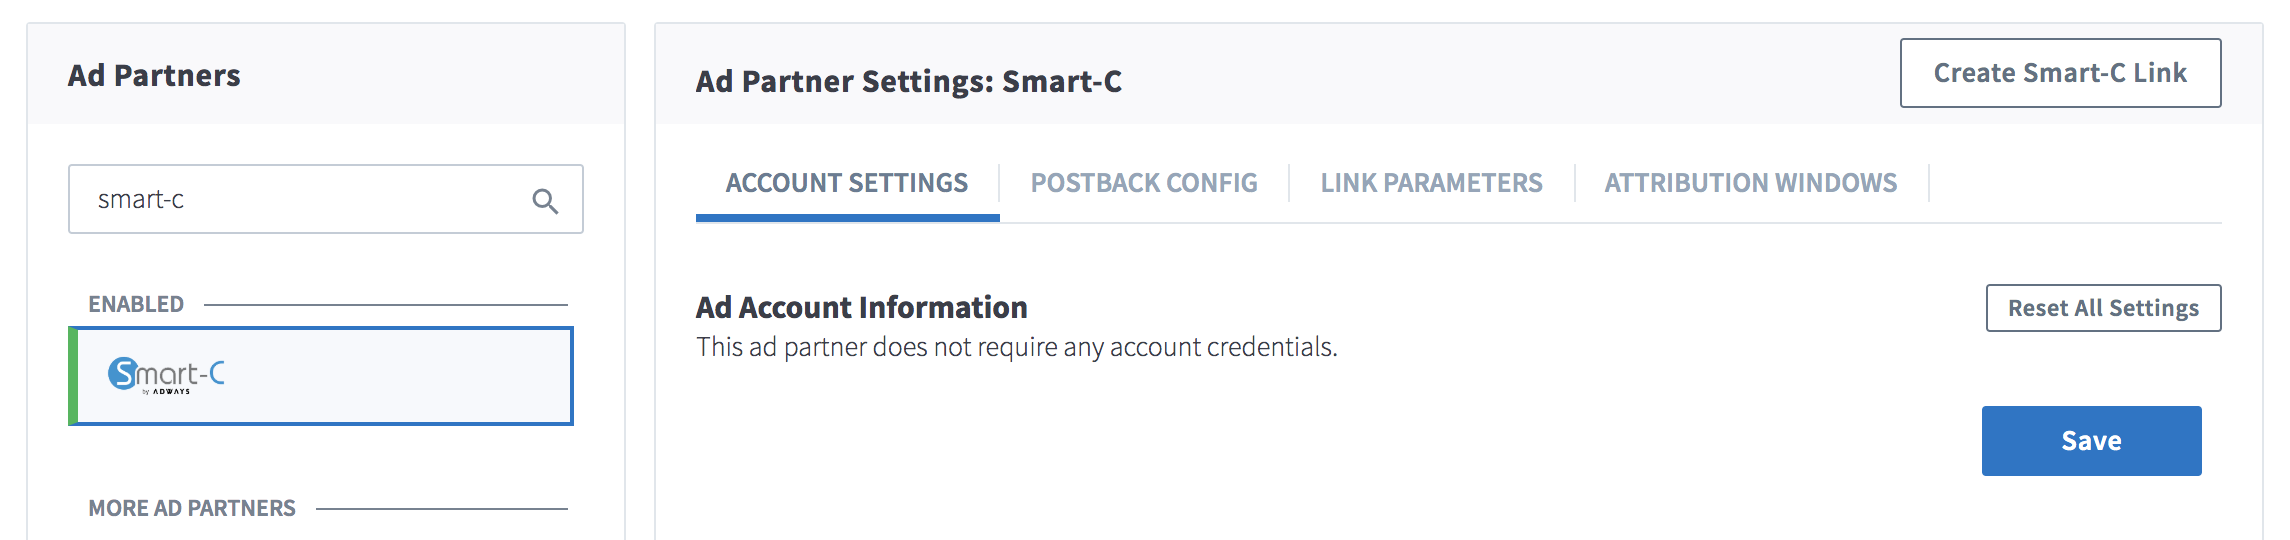 Ad Partners
smart-c
ENABLED
Smart-C
by ADWAYS
MORE AD PARTNERS
Ad Partner Settings: Smart-C
Create Smart-C Link
ACCOUNT SETTINGS
POSTBACK CONFIG
LINK PARAMETERS
ATTRIBUTION WINDOWS
Ad Account Information
Reset All Settings
This ad partner does not require any account credentials.
Save